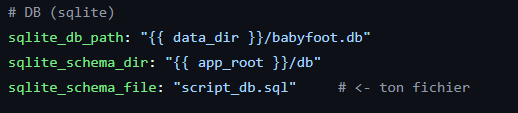 # DB (sqlite)
sqlite_db_path: "{{ data_dir }}/babyfoot.db"
sqlite_schema_dir: "{{ app_root }}/db"
sqlite_schema_file: "script_db.sql"     # <- ton fichier